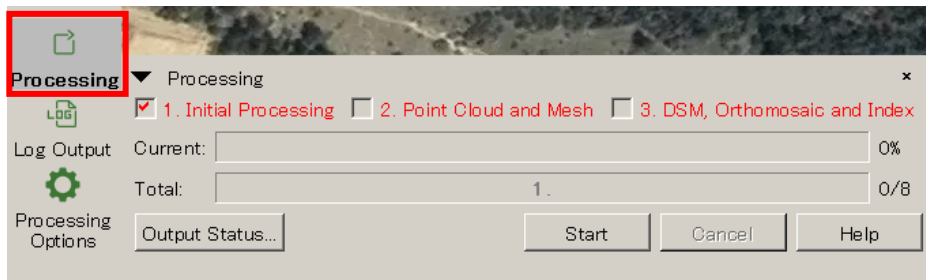 Processing
Processing ×
1. Initial Processing 2. Point Cloud and Mesh 3. DSM, Orthomosaic and Index
LOG
Log Output
Current: 0%
Total: 1. 0/8
Processing
Options
Output Status... Start Cancel Help